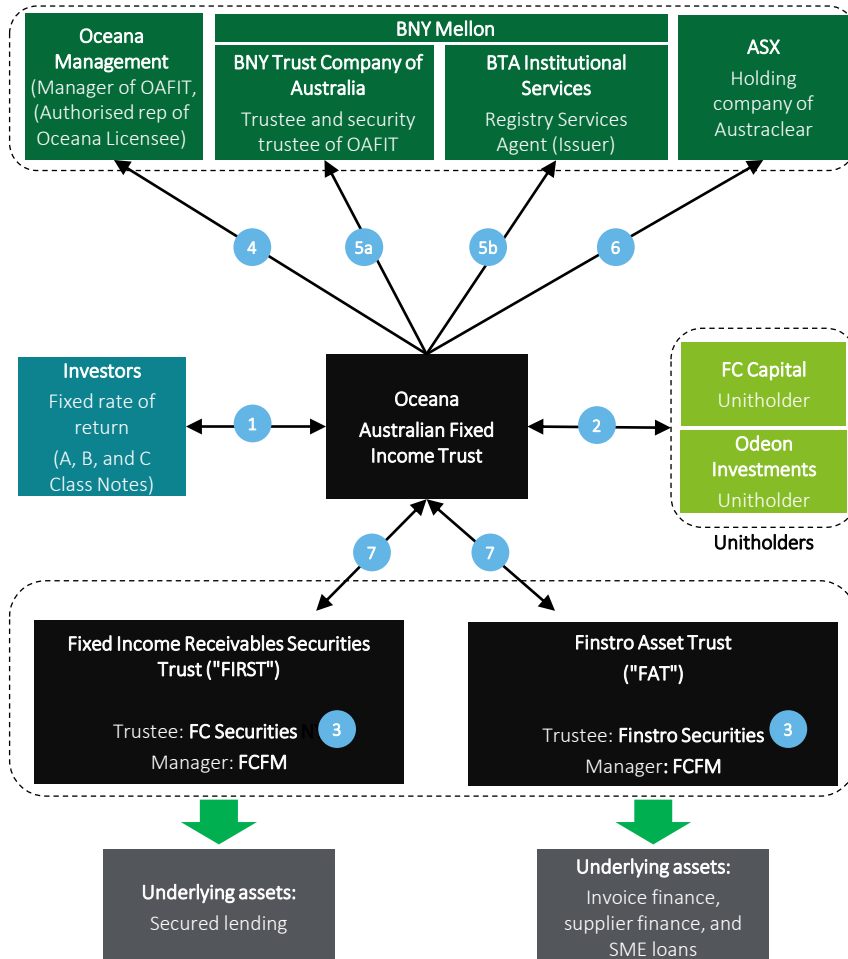 Oceana
Management
(Manager of OAFIT,
(Authorised rep of
Oceana Licensee)
BNY Mellon
BNY Trust Company of
Australia
Trustee and security
trustee of OAFIT
BTA Institutional
Services
Registry Services
Agent (Issuer)
ASX
Holding
company of
Austraclear
4
5a
5b
6
Investors
Fixed rate of
return
(A, B, and C
Class Notes)
1
Oceana
Australian Fixed
Income Trust
2
FC Capital
Unitholder
Odeon
Investments
Unitholder
Unitholders
7
7
Fixed Income Receivables Securities
Trust ("FIRST")
Trustee: FC Securities
3
Manager: FCFM
Finstro Asset Trust
("FAT")
Trustee: Finstro Securities
3
Manager: FCFM
Underlying assets:
Secured lending
Underlying assets:
Invoice finance,
supplier finance, and
SME loans